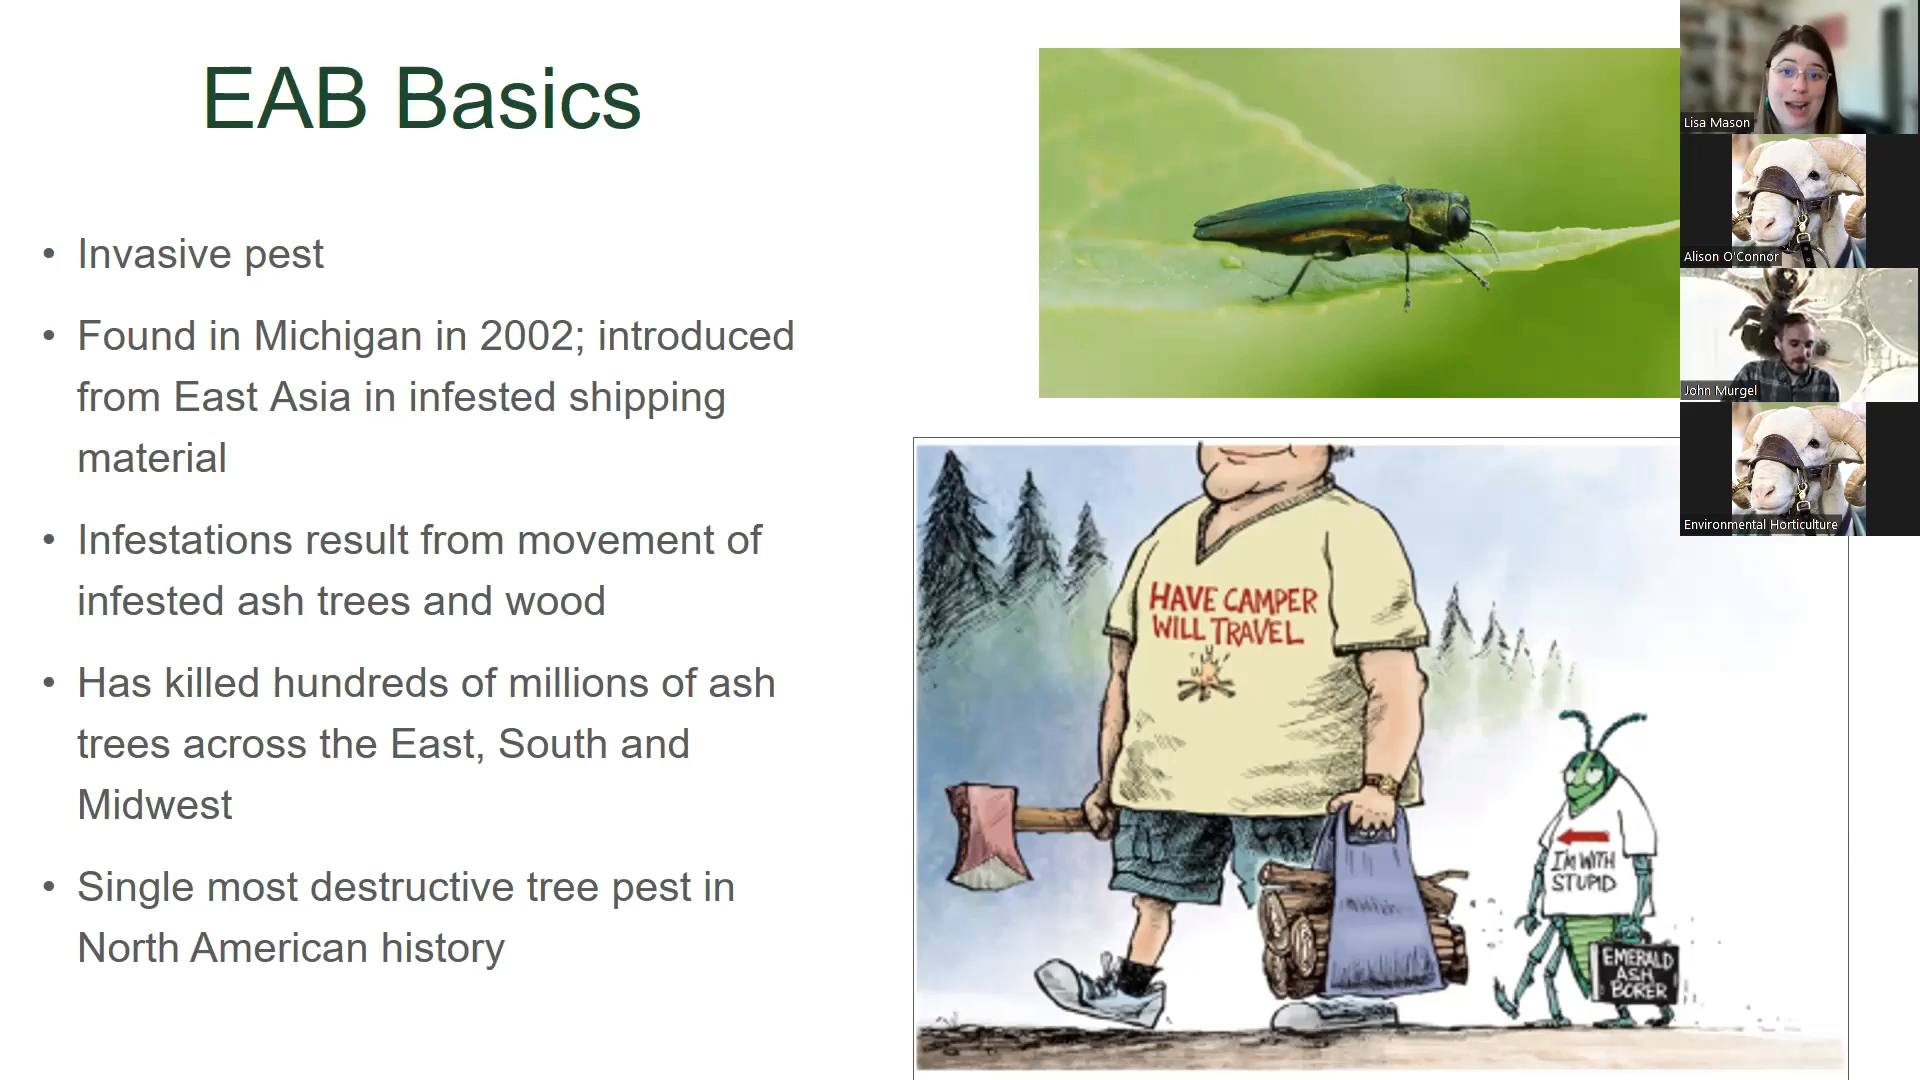 EAB Basics
• Invasive pest
• Found in Michigan in 2002; introduced
from East Asia in infested shipping
material
• Infestations result from movement of
infested ash trees and wood
• Has killed hundreds of millions of ash
trees across the East, South and
Midwest
• Single most destructive tree pest in
North American history
HAVE CAMPER
WILL TRAVEL
I'M WITH
STUPID
EMERALD
ASH
BORER
Lisa Mason
Alison O'Connor
John Murgel
Environmental Horticulture